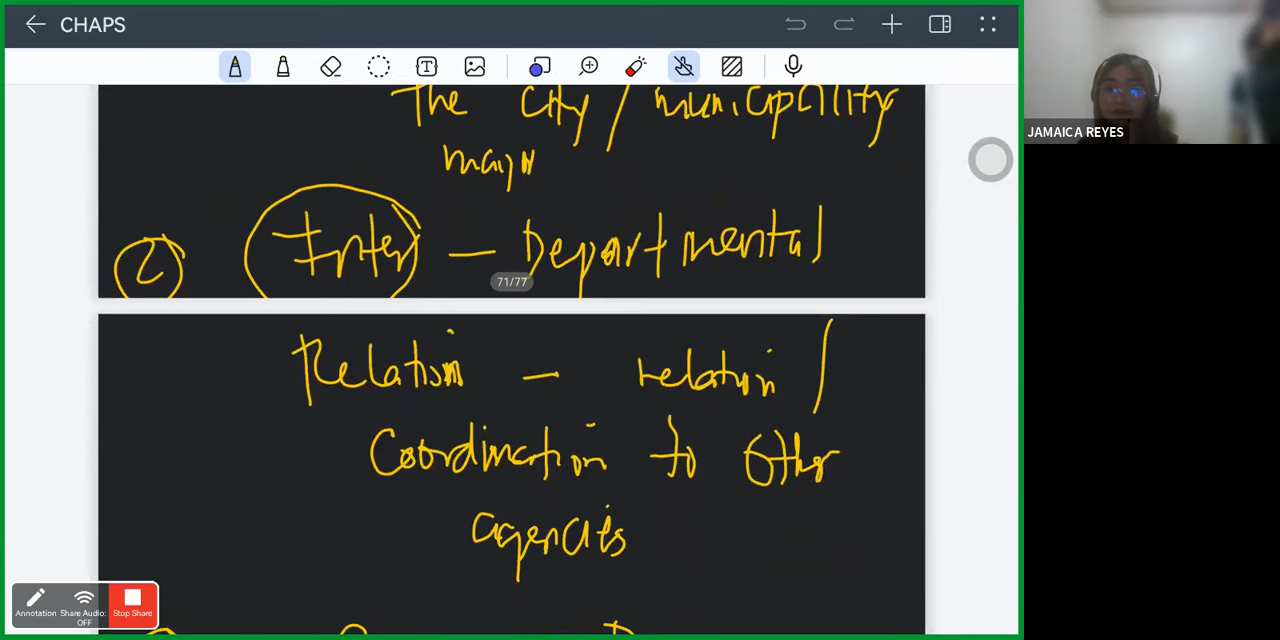 CHAPS
The City / municipality
mayor
2 Inter - Departmental
71/77
Relation - relation /
Coordination to Other
agencies
Annotation Share Audio: OFF Stop Share
JAMAICA REYES